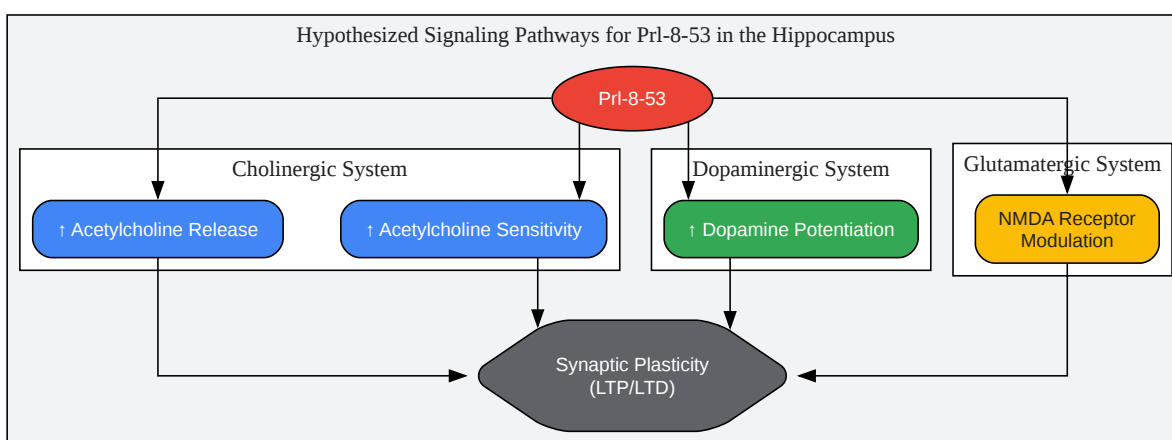 Hypothesized Signaling Pathways for Prl-8-53 in the Hippocampus
Prl-8-53
Cholinergic System
Dopaminergic System
Glutamatergic System
↑ Acetylcholine Release
↑ Acetylcholine Sensitivity
↑ Dopamine Potentiation
NMDA Receptor
Modulation
Synaptic Plasticity
(LTP/LTD)